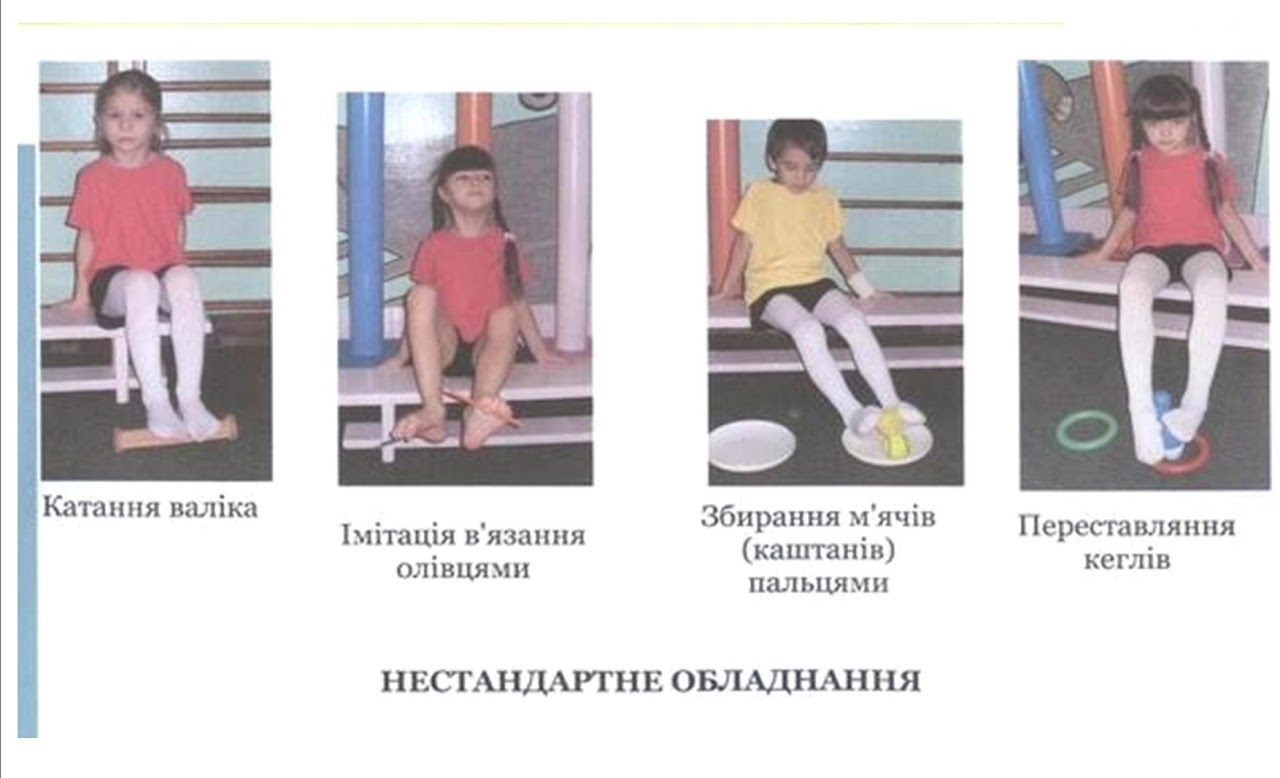 Катання валіка
Імітація в'язання
олівцями
Збирання м'ячів
(каштанів)
пальцями
Переставляння
кеглів
НЕСТАНДАРТНЕ ОБЛАДНАННЯ